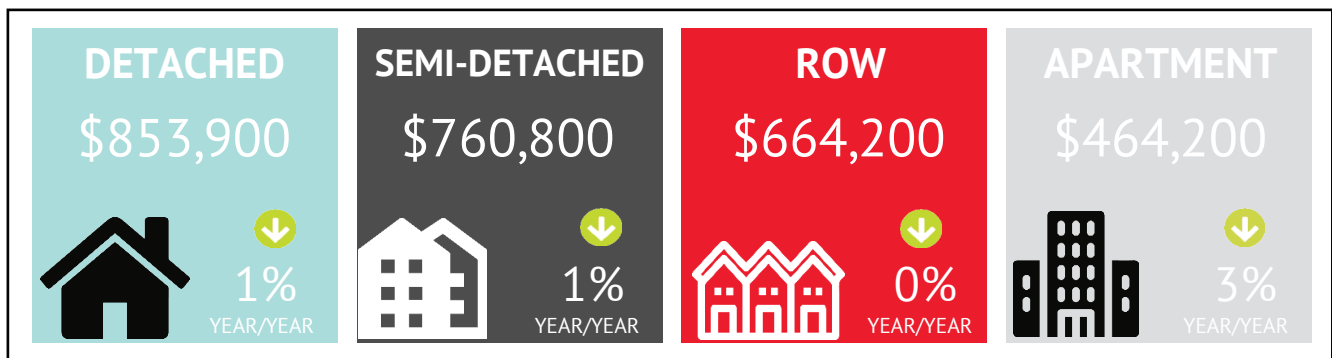 DETACHED
$853,900
1%
YEAR/YEAR
SEMI-DETACHED
$760,800
1%
YEAR/YEAR
ROW
$664,200
0%
YEAR/YEAR
APARTMENT
$464,200
3%
YEAR/YEAR